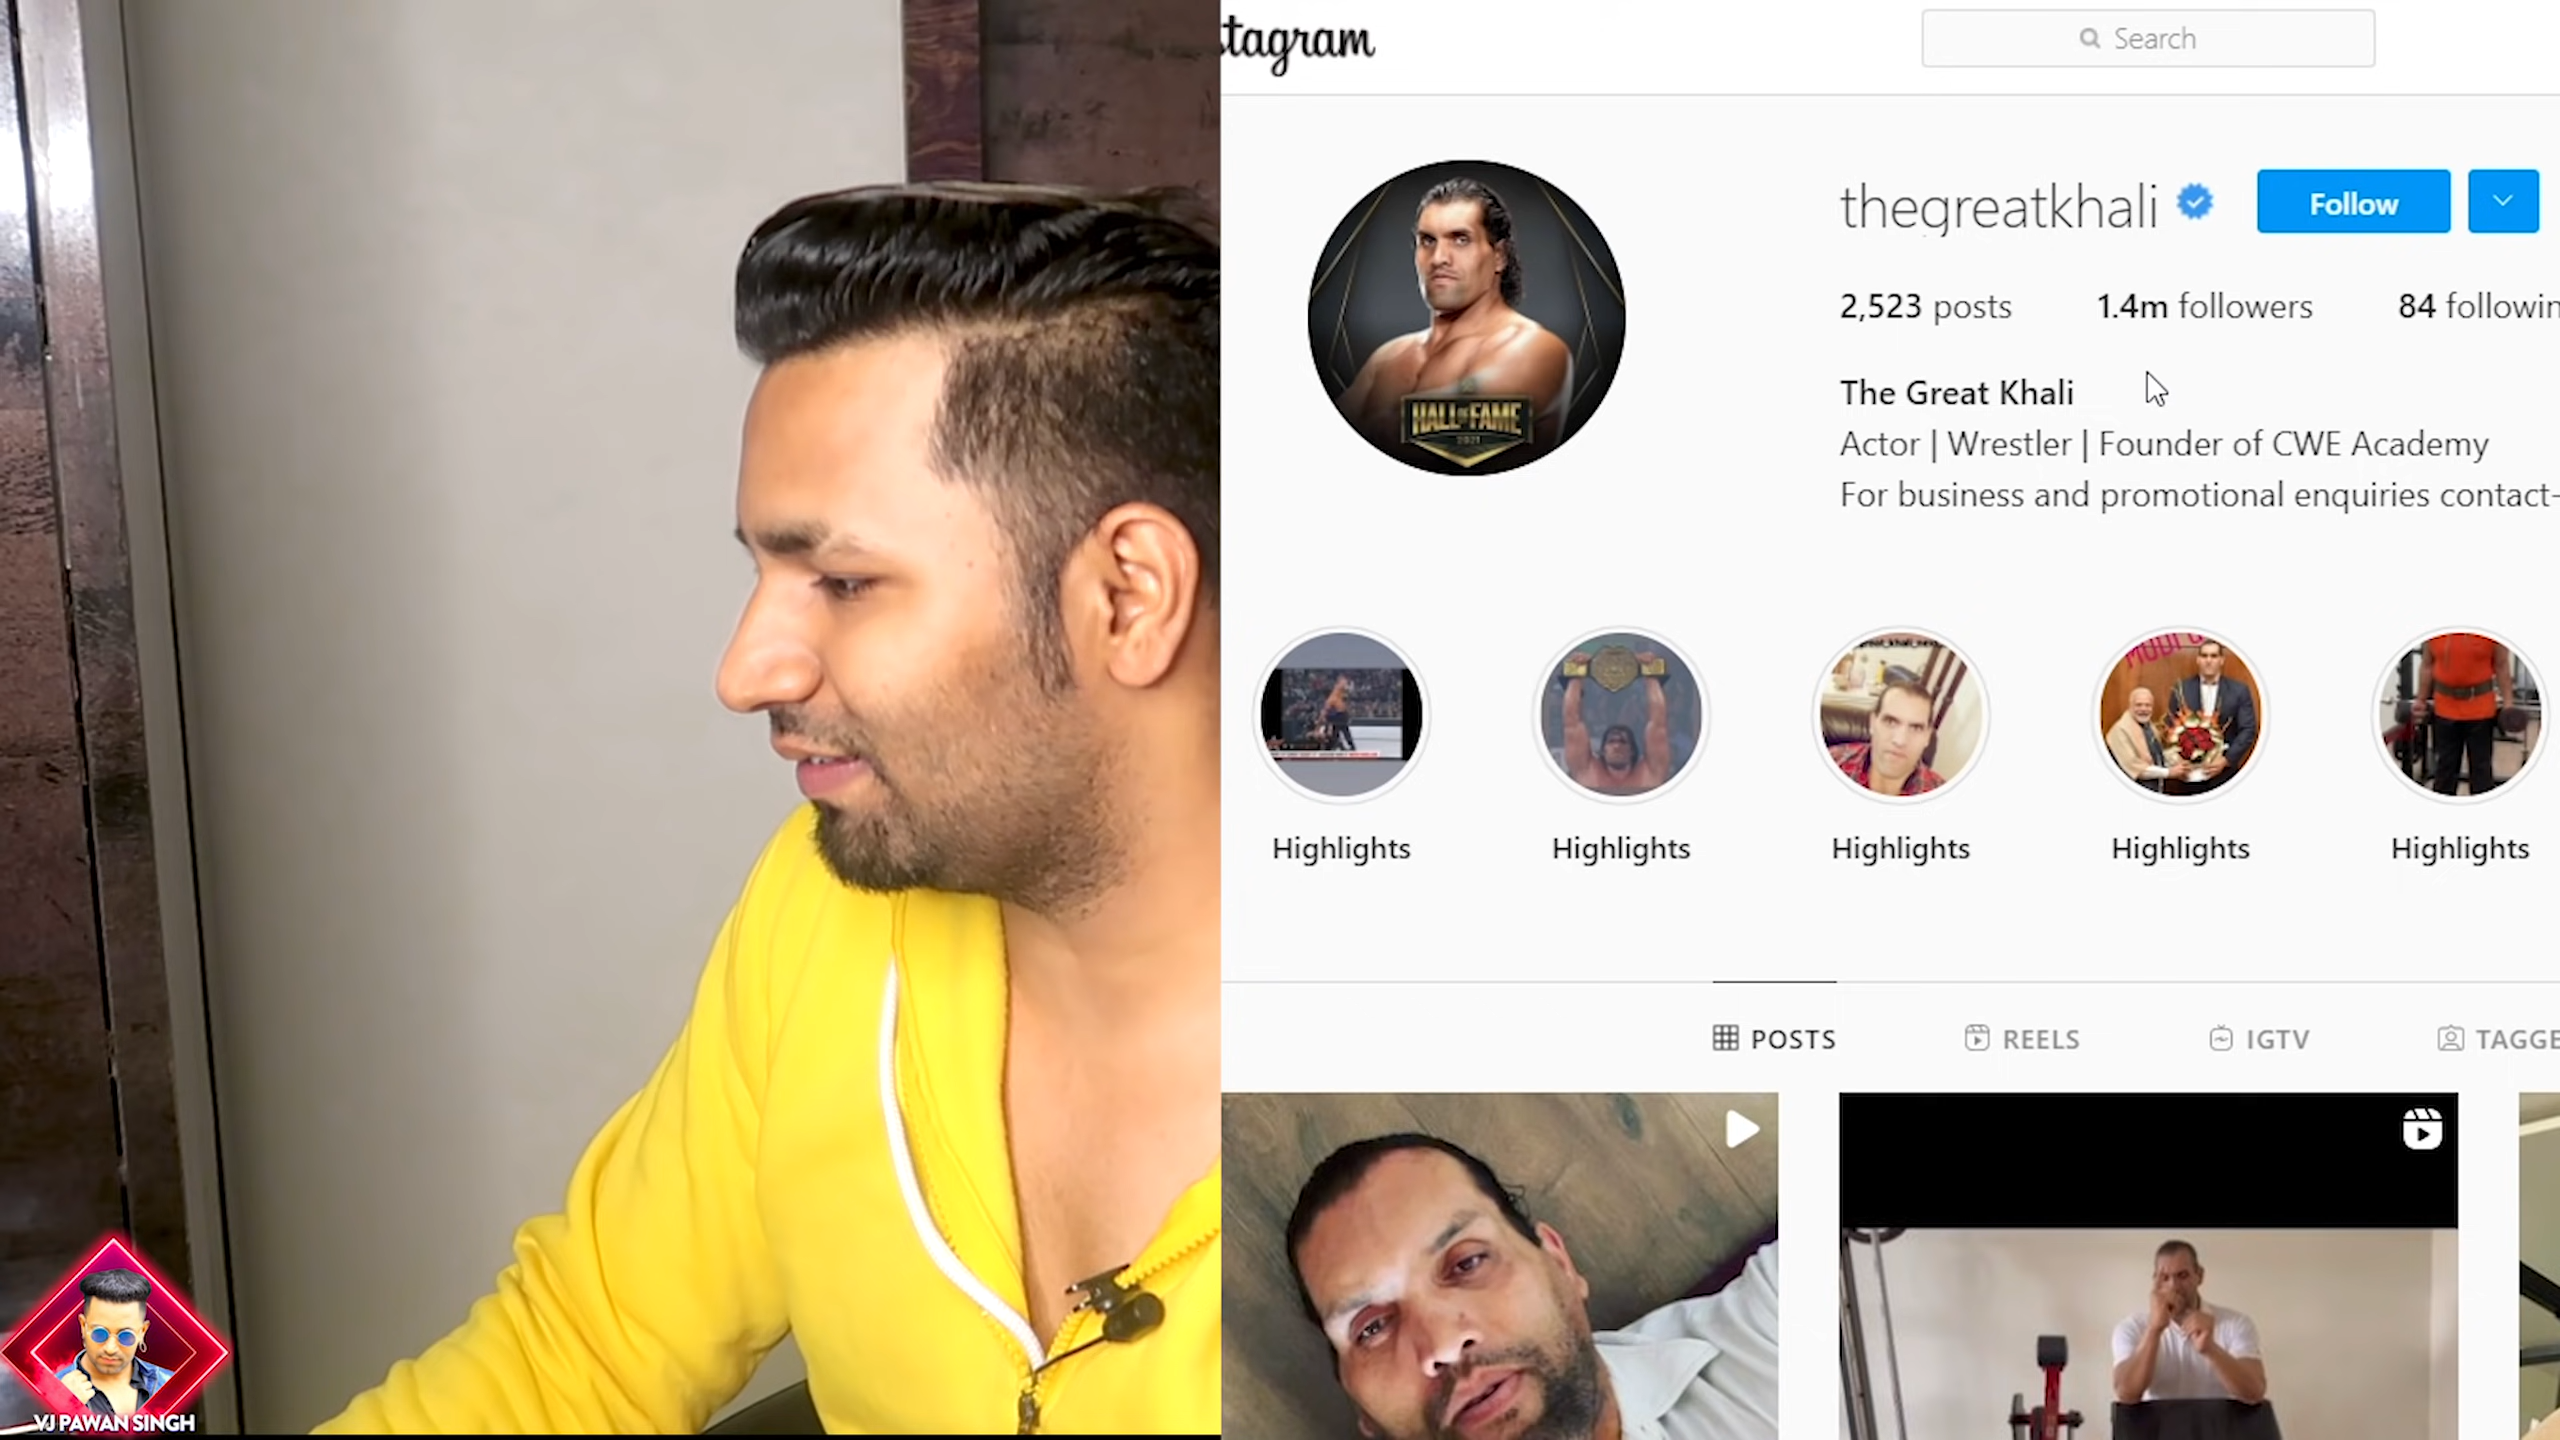 stagram
Search
thegreatkhali
Follow
2,523 posts
1.4m followers
84 followin
The Great Khali
Actor | Wrestler | Founder of CWE Academy
For business and promotional enquiries contact-
HALL OF FAME
2021
Highlights
Highlights
Highlights
Highlights
Highlights
POSTS
REELS
IGTV
TAGGE
VJ PAWAN SINGH